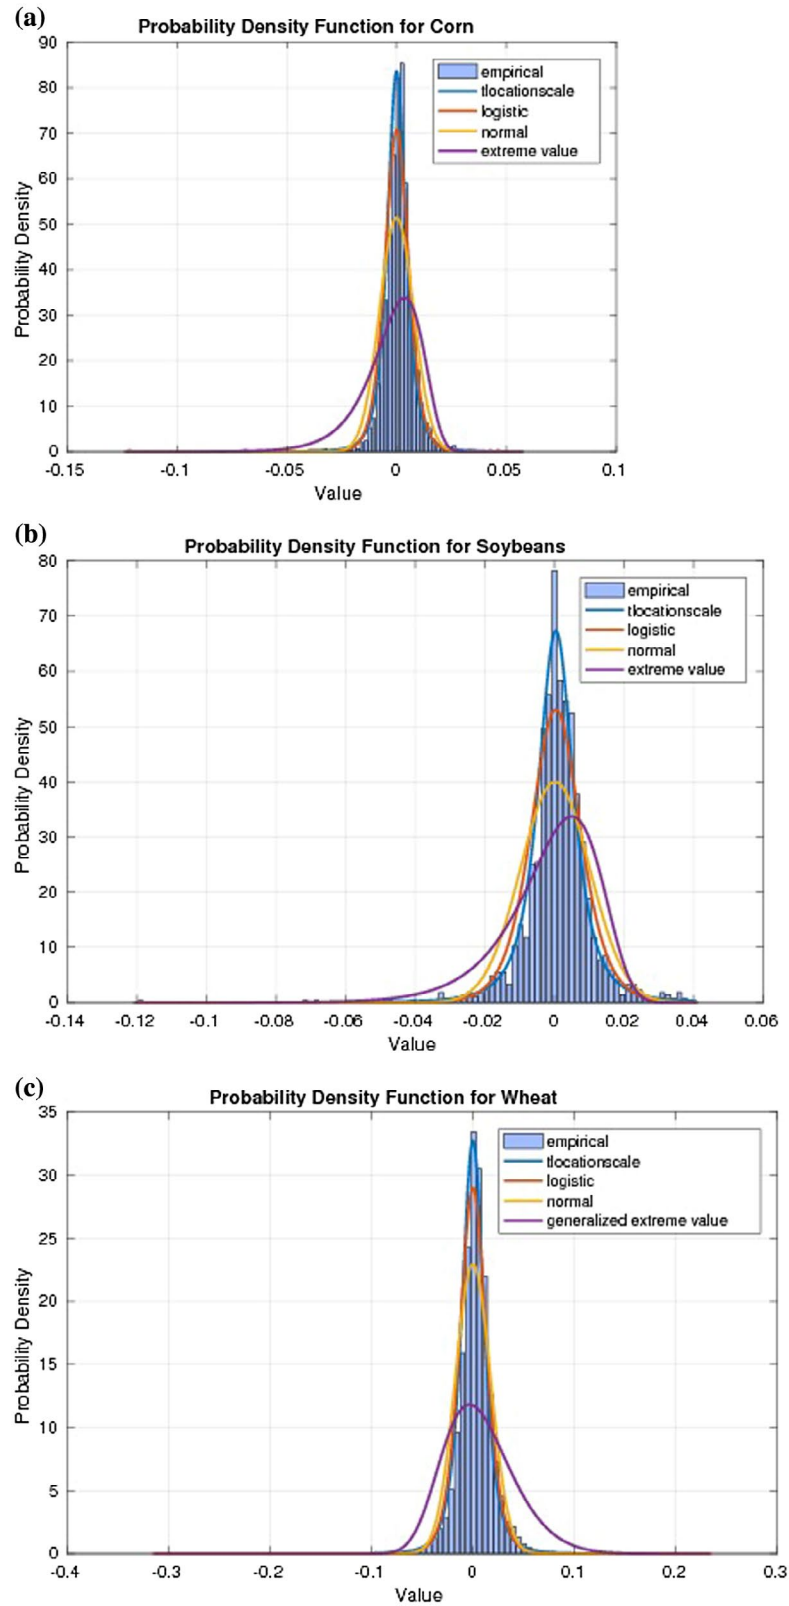 (a)
Probability Density Function for Corn
90
80
70
60
50
40
30
20
10
0
Probability Density
empirical
tlocationscale
logistic
normal
extreme value
-0.15 -0.1 -0.05 0 0.05 0.1
Value
(b)
Probability Density Function for Soybeans
80
70
60
50
40
30
20
10
0
Probability Density
empirical
tlocationscale
logistic
normal
extreme value
-0.14 -0.12 -0.1 -0.08 -0.06 -0.04 -0.02 0 0.02 0.04 0.06
Value
(c)
Probability Density Function for Wheat
35
30
25
20
15
10
5
0
Probability Density
empirical
tlocationscale
logistic
normal
generalized extreme value
-0.4 -0.3 -0.2 -0.1 0 0.1 0.2 0.3
Value